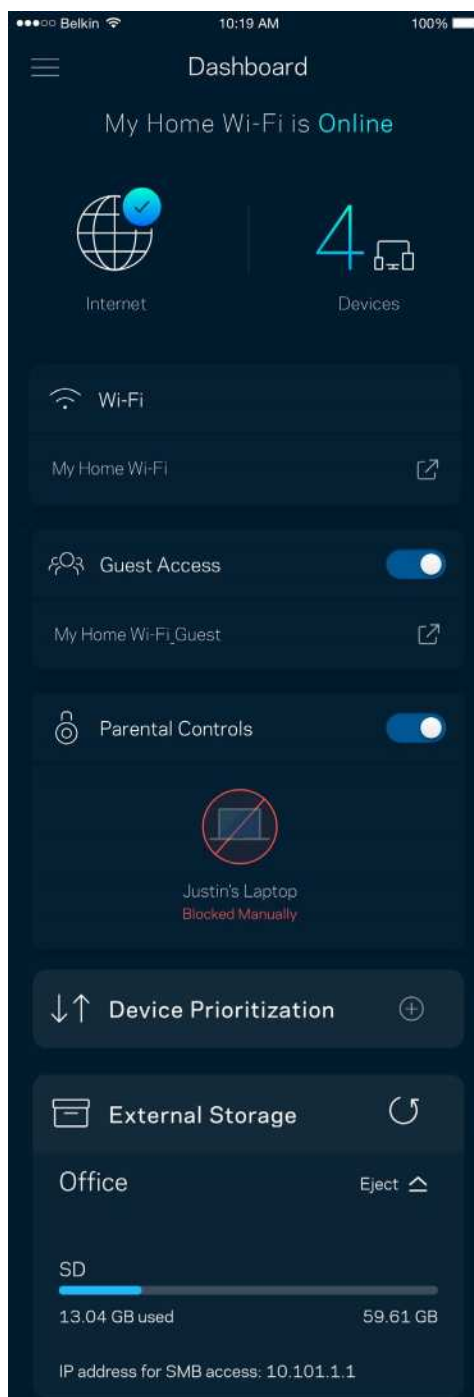 Belkin 10:19 AM 100%
Dashboard
My Home Wi-Fi is Online
4
Internet Devices
Wi-Fi
My Home Wi-Fi
Guest Access
My Home Wi-Fi_Guest
Parental Controls
Justin's Laptop
Blocked Manually
Device Prioritization
External Storage
Office Eject
SD
13.04 GB used 59.61 GB
IP address for SMB access: 10.101.1.1